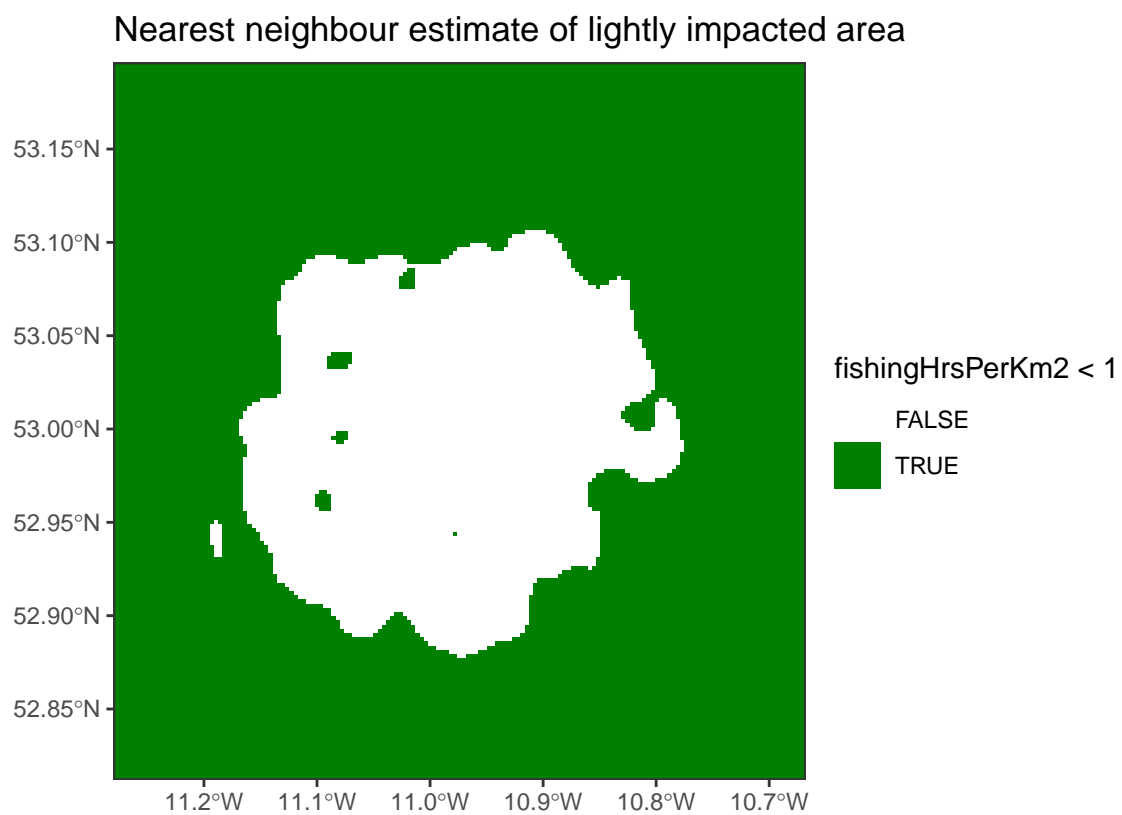 Nearest neighbour estimate of lightly impacted area
53.15°N
53.10°N
53.05°N
53.00°N
52.95°N
52.90°N
52.85°N
11.2°W
11.1°W
11.0°W
10.9°W
10.8°W
10.7°W
fishingHrsPerKm2 < 1
FALSE
TRUE